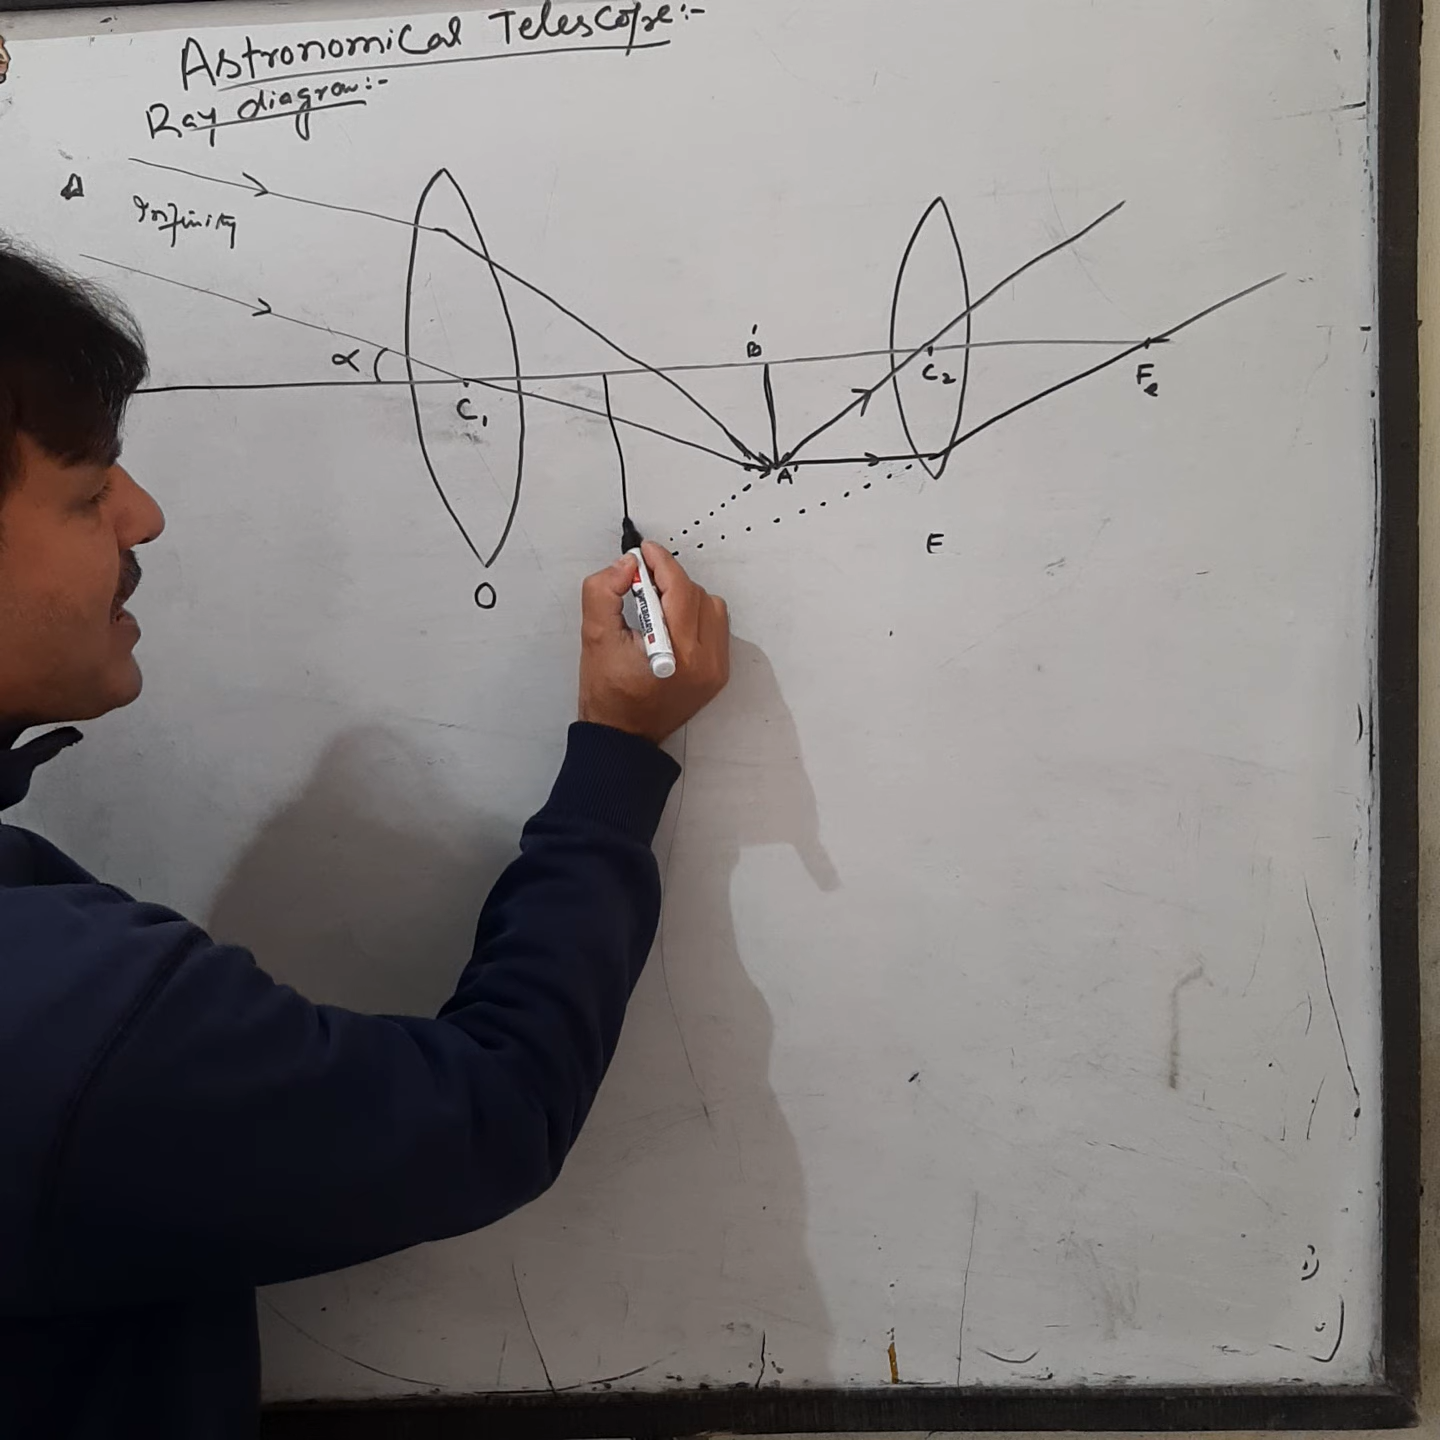 Astronomical Telescope:-
Ray diagram:-
A
Infinity
α
B'
C₁
C₂
Fe
A'
E
O